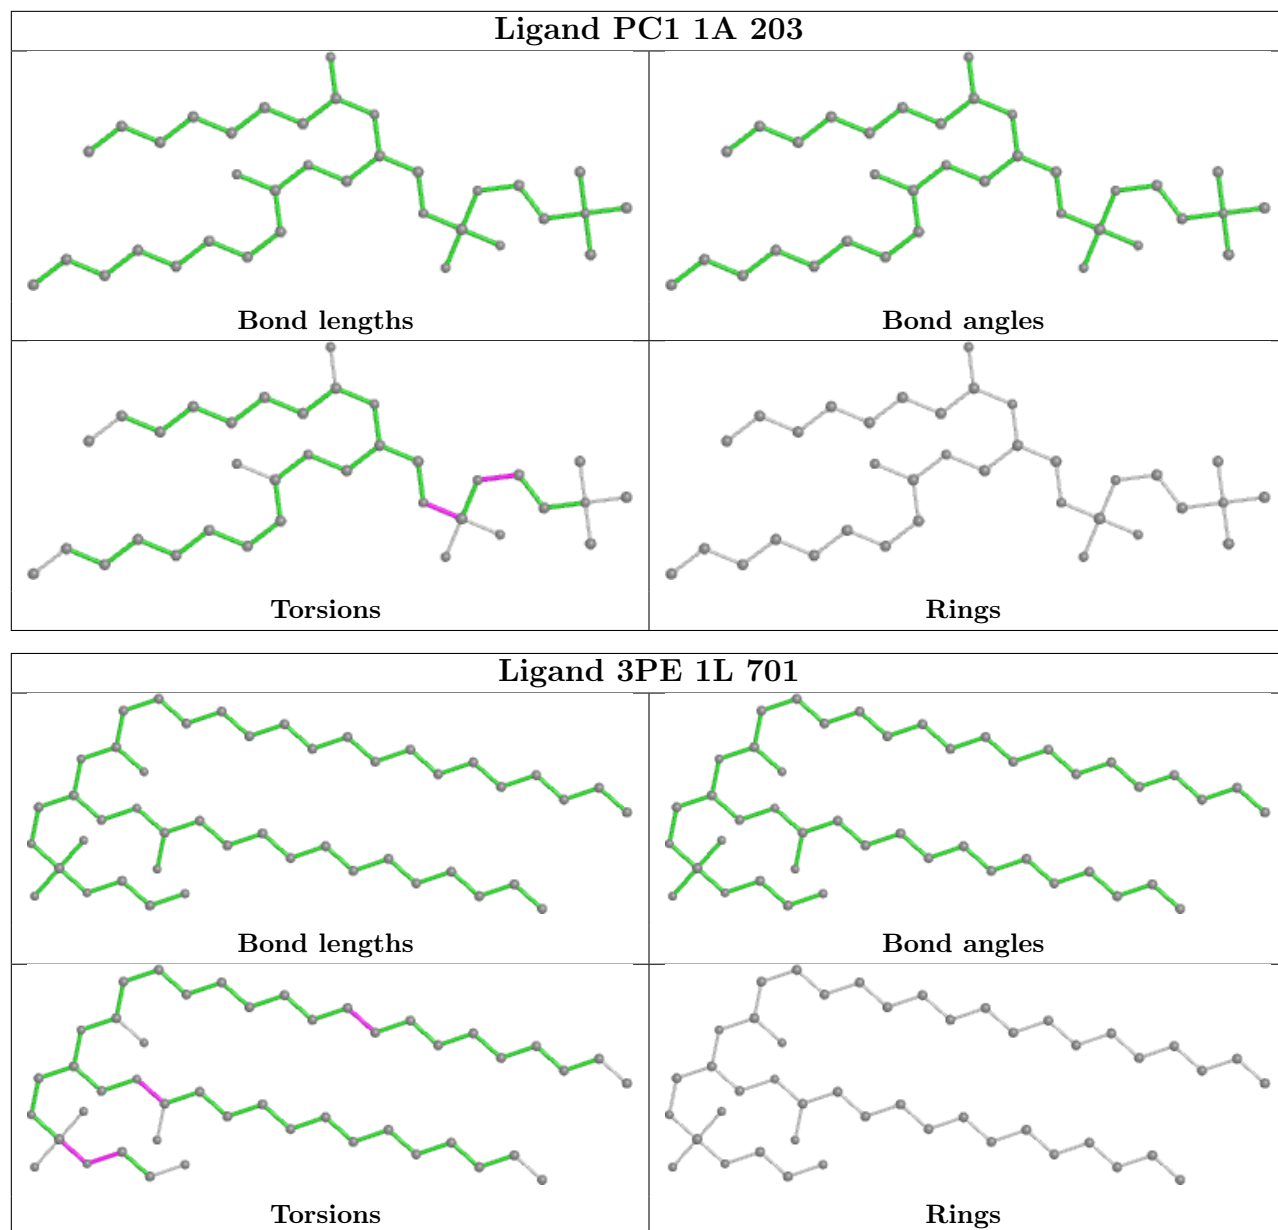 Ligand PC1 1A 203
Bond lengths
Bond angles
Torsions
Rings
Ligand 3PE 1L 701
Bond lengths
Bond angles
Torsions
Rings